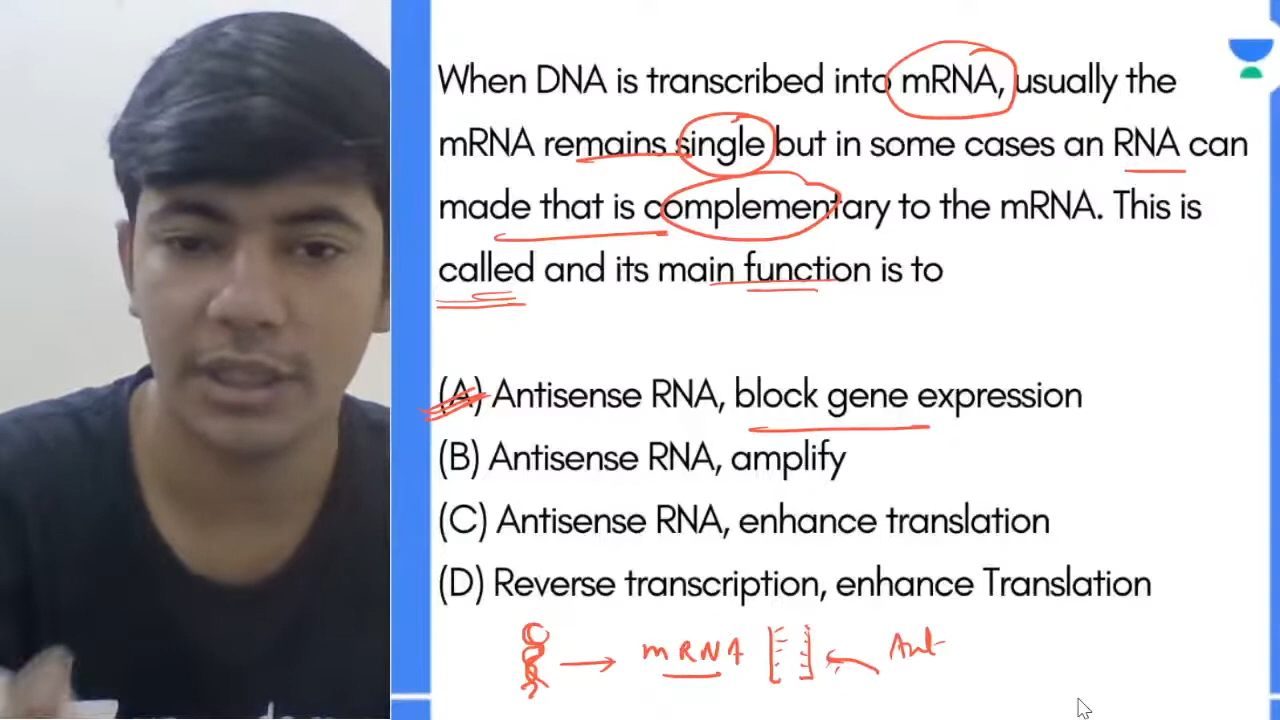 When DNA is transcribed into mRNA, usually the
mRNA remains single but in some cases an RNA can
made that is complementary to the mRNA. This is
called and its main function is to
(A) Antisense RNA, block gene expression
(B) Antisense RNA, amplify
(C) Antisense RNA, enhance translation
(D) Reverse transcription, enhance Translation
mRNA Ant